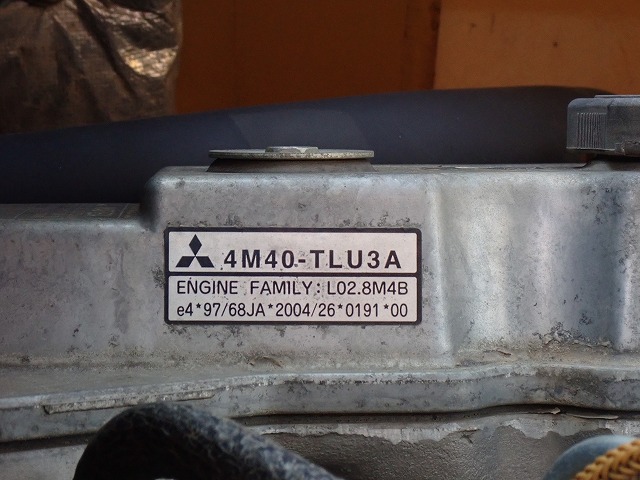 4M40-TLU3A
ENGINE FAMILY: L02.8M4B
e4*97/68JA*2004/26*0191*00